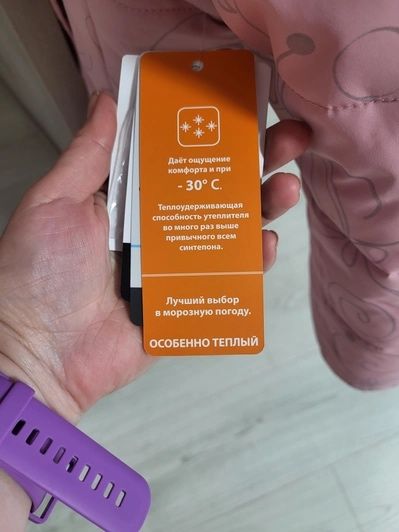 Даёт ощущение
комфорта и при
- 30° С.
Теплоудерживающая
способность утеплителя
во много раз выше
привычного всем
синтепона.
Лучший выбор
в морозную погоду.
ОСОБЕННО ТЕПЛЫЙ